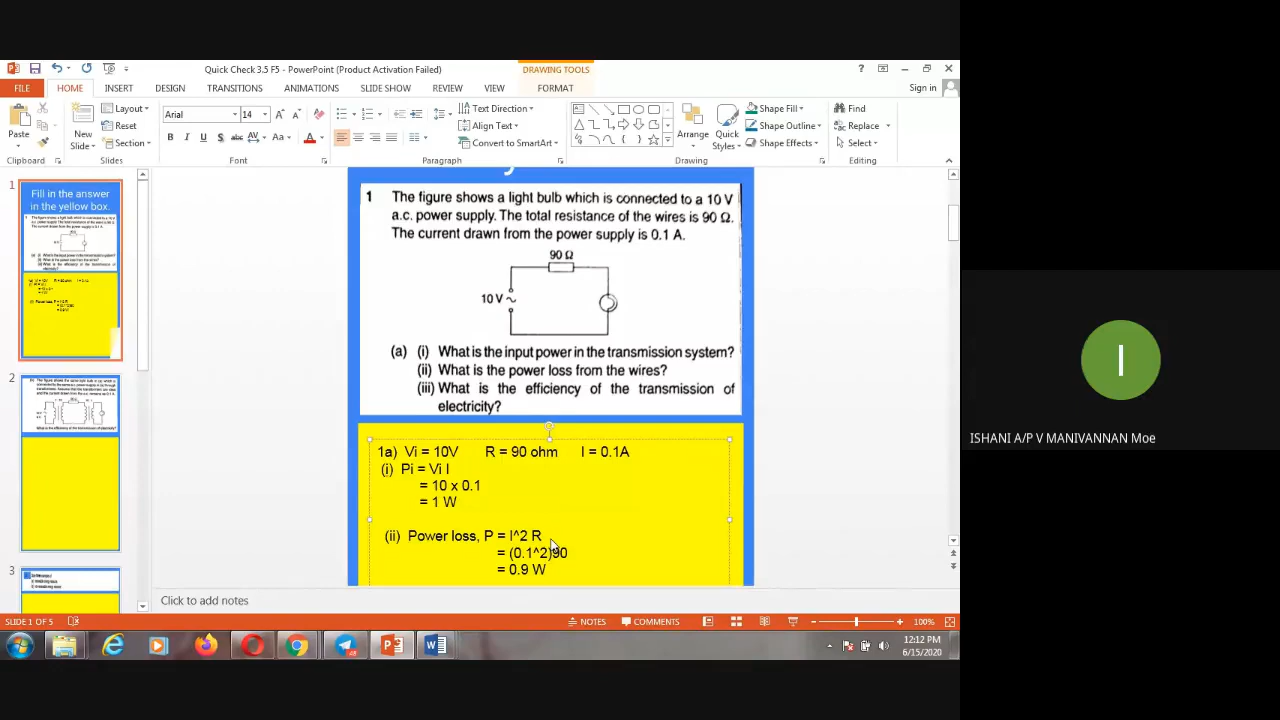 Quick Check 3.5 F5 - PowerPoint (Product Activation Failed)
DRAWING TOOLS
FILE HOME INSERT DESIGN TRANSITIONS ANIMATIONS SLIDE SHOW REVIEW VIEW FORMAT
Sign in
Paste
New
Slide
Layout
Reset
Section
Arial
14
Text Direction
Align Text
Convert to SmartArt
Arrange
Quick
Styles
Shape Fill
Shape Outline
Shape Effects
Find
Replace
Select
Clipboard Slides Font Paragraph Drawing Editing
1
Fill in the answer
in the yellow box.
2
3
1 The figure shows a light bulb which is connected to a 10 V
a.c. power supply. The total resistance of the wires is 90 Ω.
The current drawn from the power supply is 0.1 A.
90 Ω
10 V
(a) (i) What is the input power in the transmission system?
(ii) What is the power loss from the wires?
(iii) What is the efficiency of the transmission of
electricity?
1a) Vi = 10V R = 90 ohm I = 0.1A
(i) Pi = Vi I
= 10 x 0.1
= 1 W
(ii) Power loss, P = I^2 R
= (0.1^2)90
= 0.9 W
Click to add notes
SLIDE 1 OF 5
NOTES
COMMENTS
100%
12:12 PM
6/15/2020
I
ISHANI A/P V MANIVANNAN Moe